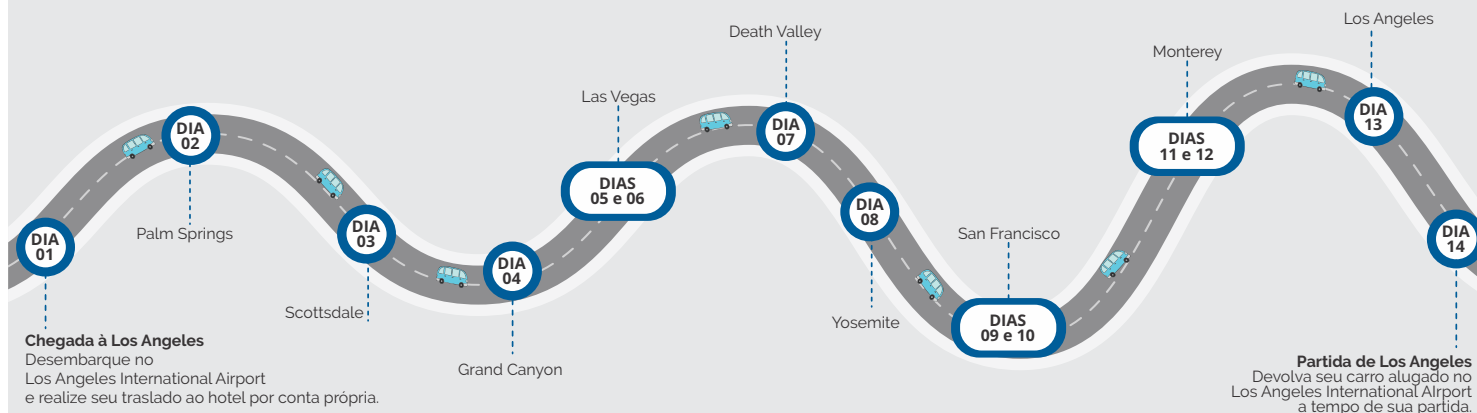 DIA
01
Chegada à Los Angeles
Desembarque no
Los Angeles International Airport
e realize seu traslado ao hotel por conta própria.
DIA
02
Palm Springs
DIA
03
Scottsdale
DIA
04
Grand Canyon
Las Vegas
DIAS
05 e 06
Death Valley
DIA
07
DIA
08
Yosemite
San Francisco
DIAS
09 e 10
Monterey
DIAS
11 e 12
Los Angeles
DIA
13
DIA
14
Partida de Los Angeles
Devolva seu carro alugado no
Los Angeles International Airport
a tempo de sua partida.